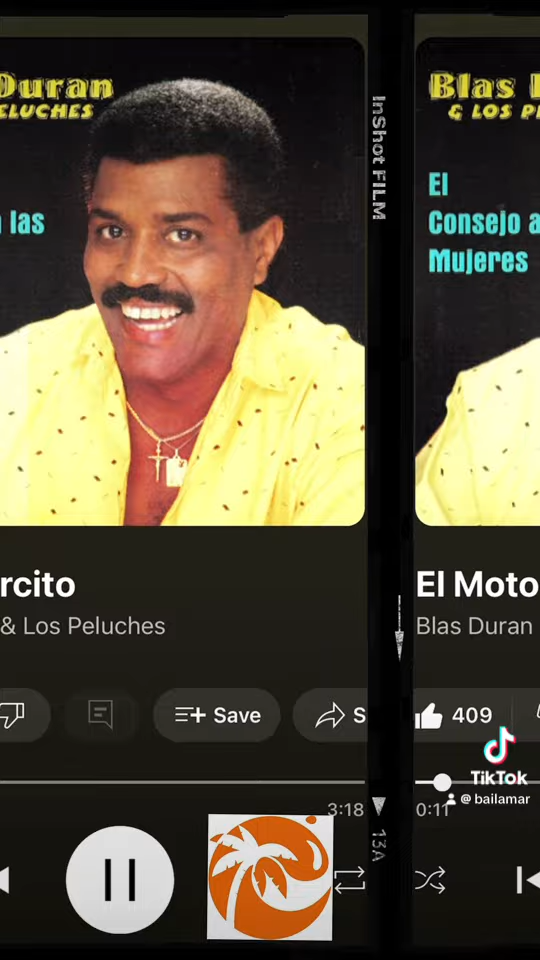 Duran
ELUCHES
las
InShot FILM
rcito
& Los Peluches
Save
S
3:18
13A
Blas
& LOS P
El
Consejo a
Mujeres
El Moto
Blas Duran
409
TikTok
@bailamar
0:11